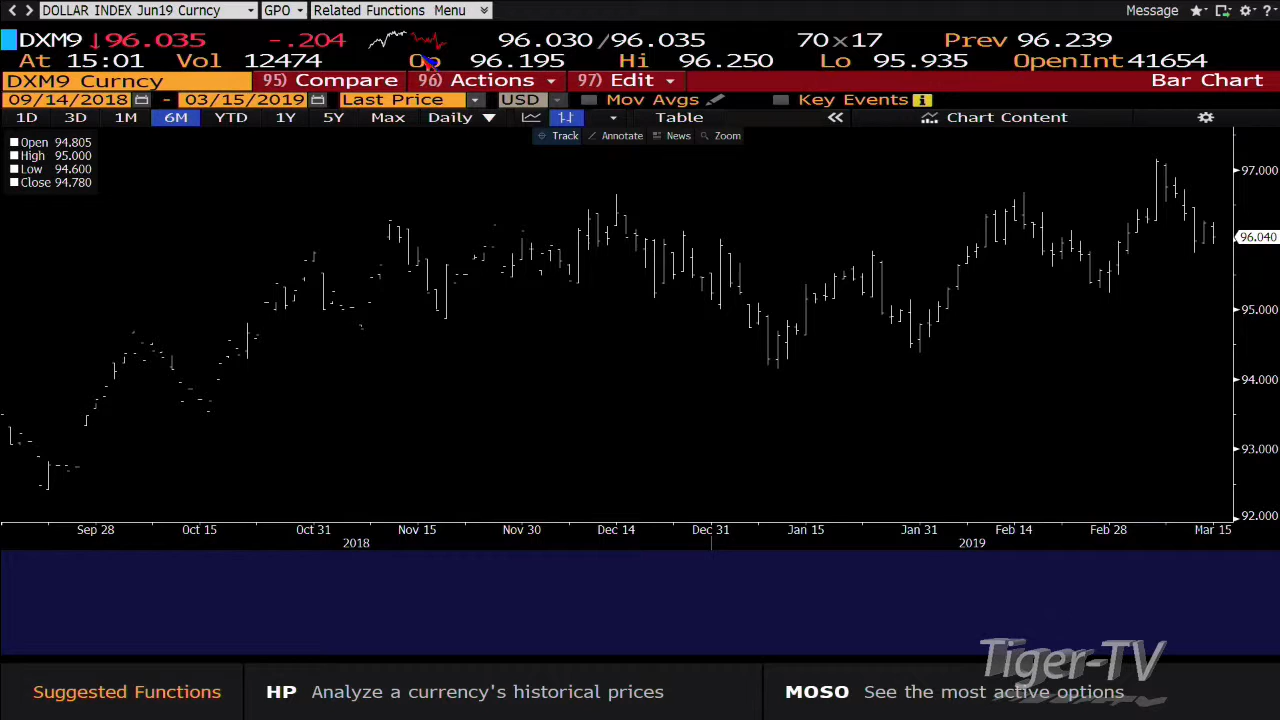 DOLLAR INDEX Jun19 Curncy GPO Related Functions Menu Message
DXM9 ↓96.035 -.204 96.030/96.035 70×17 Prev 96.239
At 15:01 Vol 12474 Op 96.195 Hi 96.250 Lo 95.935 OpenInt 41654
DXM9 Curncy 95) Compare 96) Actions 97) Edit Bar Chart
09/14/2018 - 03/15/2019 Last Price USD Mov Avgs Key Events
1D 3D 1M 6M YTD 1Y 5Y Max Daily ▼ Table « Chart Content
Track Annotate News Zoom
Open 94.805
High 95.000
Low 94.600
Close 94.780
97.000
96.040
95.000
94.000
93.000
92.000
Sep 28 Oct 15 Oct 31 Nov 15 Nov 30 Dec 14 Dec 31 Jan 15 Jan 31 Feb 14 Feb 28 Mar 15
2018 2019
Tiger-TV
Suggested Functions HP Analyze a currency's historical prices MOSO See the most active options